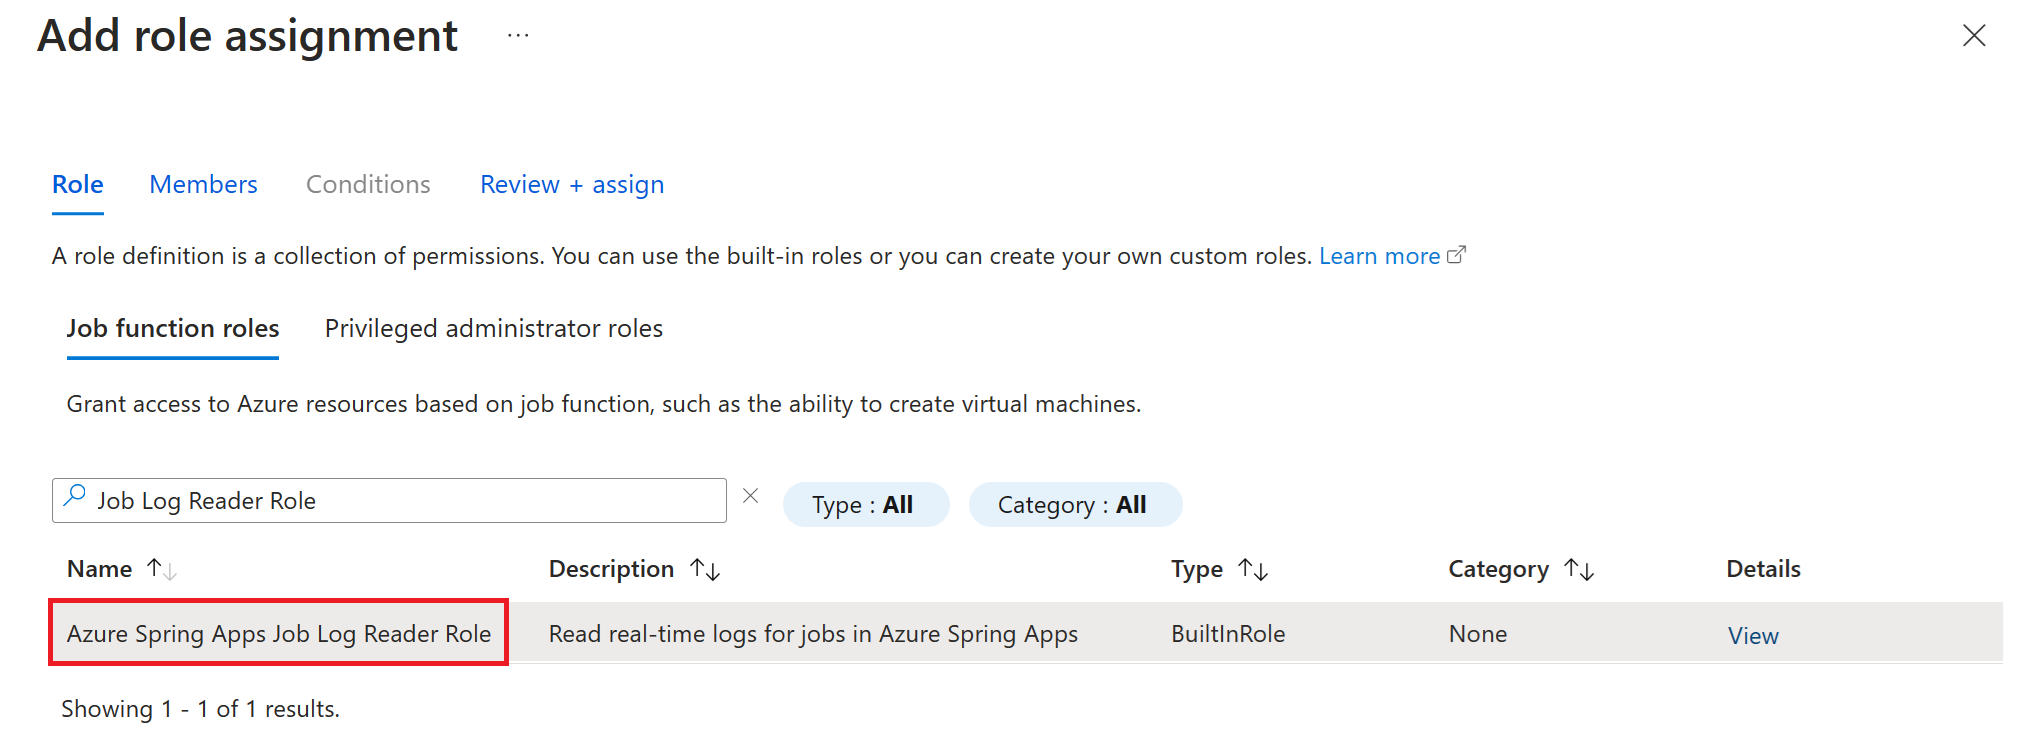 Add role assignment ...
Role Members Conditions Review + assign
A role definition is a collection of permissions. You can use the built-in roles or you can create your own custom roles. Learn more
Job function roles Privileged administrator roles
Grant access to Azure resources based on job function, such as the ability to create virtual machines.
Job Log Reader Role Type : All Category : All
Name Description Type Category Details
Azure Spring Apps Job Log Reader Role Read real-time logs for jobs in Azure Spring Apps BuiltInRole None View
Showing 1 - 1 of 1 results.